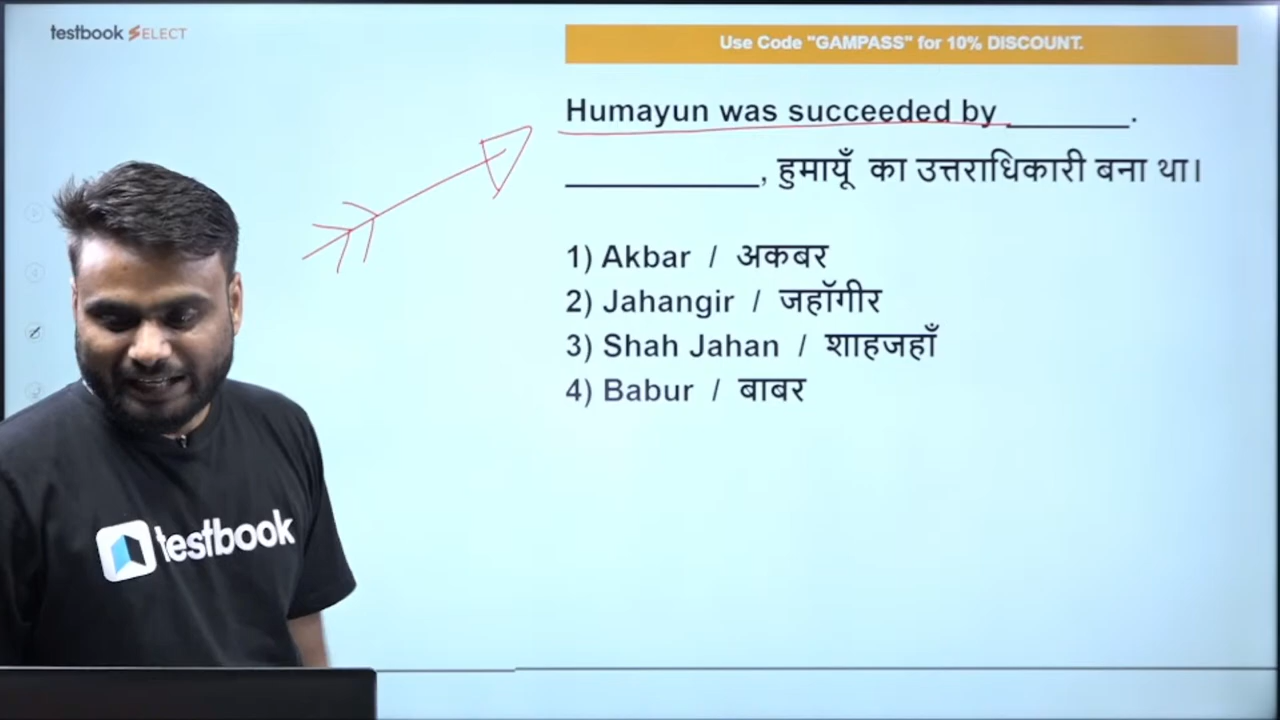 testbook SELECT
Use Code "GAMPASS" for 10% DISCOUNT.
Humayun was succeeded by _______.
___________, हुमायूँ का उत्तराधिकारी बना था।
1) Akbar / अकबर
2) Jahangir / जहॉगीर
3) Shah Jahan / शाहजहाँ
4) Babur / बाबर
testbook